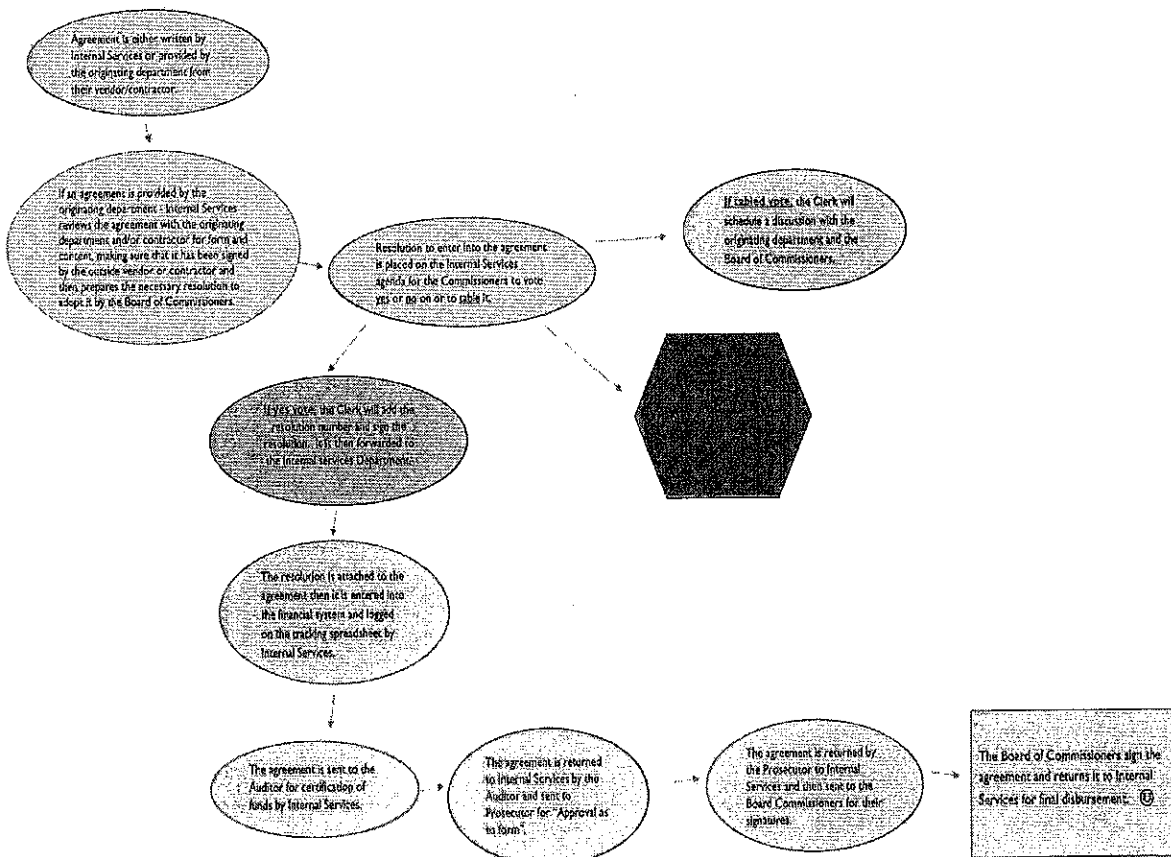 Agreement is either written by
Internal Services or provided by
the originating department from
their vendor/contractor.
If an agreement is provided by the
originating department - Internal Services
reviews the agreement with the originating
department and/or contractor for form and
content, making sure that it has been signed
by the outside vendor or contractor and
then prepares the necessary resolution to
adopt it by the Board of Commissioners.
Resolution to enter into the agreement
is placed on the Internal Services
agenda for the Commissioners to vote
yes or no on or to table it.
If tabled vote, the Clerk will
schedule a discussion with the
originating department and the
Board of Commissioners.
If yes vote, the Clerk will add the
resolution number and sign the
resolution. It is then forwarded to
the Internal services Department.
The resolution is attached to the
agreement then it is entered into
the financial system and logged
on the tracking spreadsheet by
Internal Services.
The agreement is sent to the
Auditor for certification of
funds by Internal Services.
The agreement is returned
to Internal Services by the
Auditor and sent to
Prosecutor for "Approval as
to form".
The agreement is returned by
the Prosecutor to Internal
Services and then sent to the
Board Commissioners for their
signatures.
The Board of Commissioners sign the
agreement and returns it to Internal
Services for final disbursement.